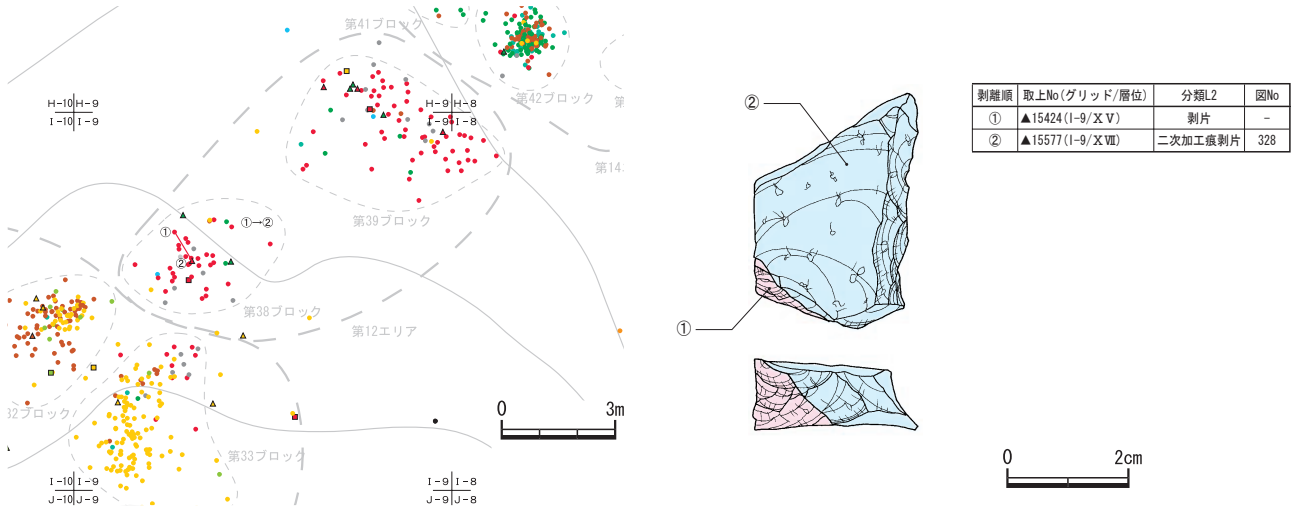 第41ブロック
第42ブロック
H-10 H-9
I-10 I-9
H-9 H-8
I-9 I-8
第14
第39ブロック
①→②
①
②
第38ブロック
第12エリア
32ブロック
第33ブロック
0 3m
I-10 I-9
J-10 J-9
I-9 I-8
J-9 J-8
②
①
0 2cm
剥離順 取上No(グリッド/層位) 分類L2 図No
① ▲15424(I-9/ⅩⅤ) 剥片 -
② ▲15577(I-9/ⅩⅦ) 二次加工痕剥片 328